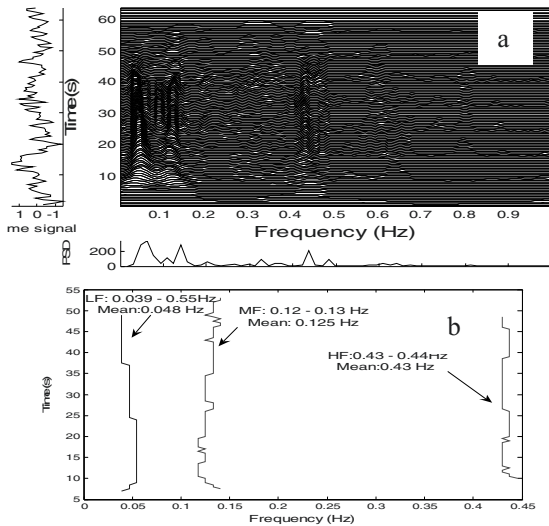 60
50
40
30
20
10
Time(s)
a
1 0 -1
me signal
0.1 0.2 0.3 0.4 0.5 0.6 0.7 0.8 0.9
Frequency (Hz)
PSD
200
0
55
50
45
40
35
30
25
20
15
10
5
Time(s)
LF: 0.039 - 0.55Hz
Mean:0.048 Hz
MF: 0.12 - 0.13 Hz
Mean: 0.125 Hz
b
HF:0.43 - 0.44Hz
Mean:0.43 Hz
0 0.05 0.1 0.15 0.2 0.25 0.3 0.35 0.4 0.45
Frequency (Hz)